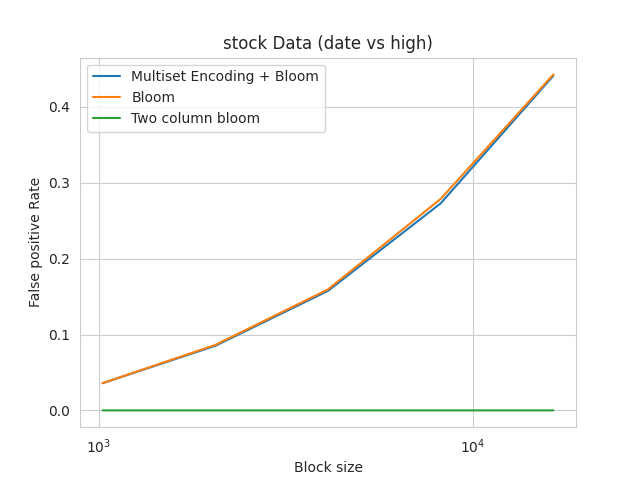 stock Data (date vs high)
Multiset Encoding + Bloom
Bloom
Two column bloom
False positive Rate
0.4
0.3
0.2
0.1
0.0
10³
10⁴
Block size